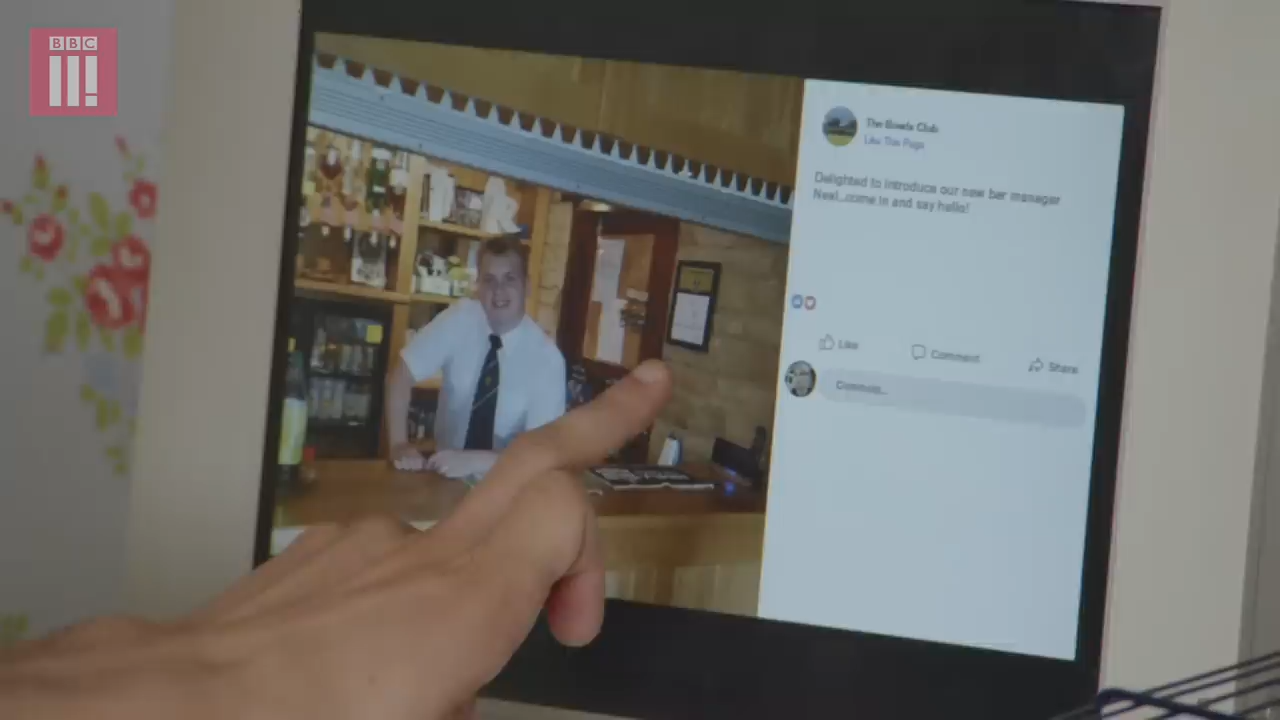 BBC
III!
The Bowls Club
Like This Page
Delighted to introduce our new bar manager
Neal...come in and say hello!
Like
Comment
Share
Comment...